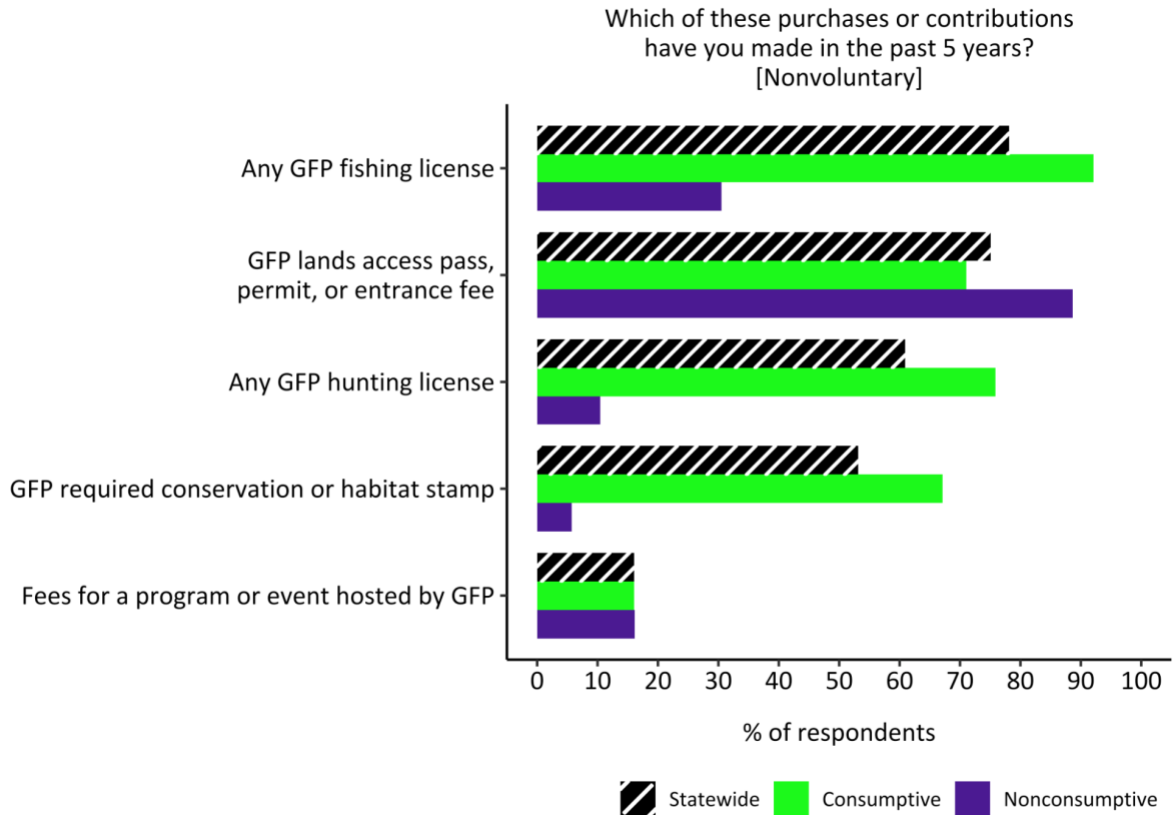 Which of these purchases or contributions
have you made in the past 5 years?
[Nonvoluntary]
Any GFP fishing license
GFP lands access pass,
permit, or entrance fee
Any GFP hunting license
GFP required conservation or habitat stamp
Fees for a program or event hosted by GFP
0 10 20 30 40 50 60 70 80 90 100
% of respondents
Statewide Consumptive Nonconsumptive